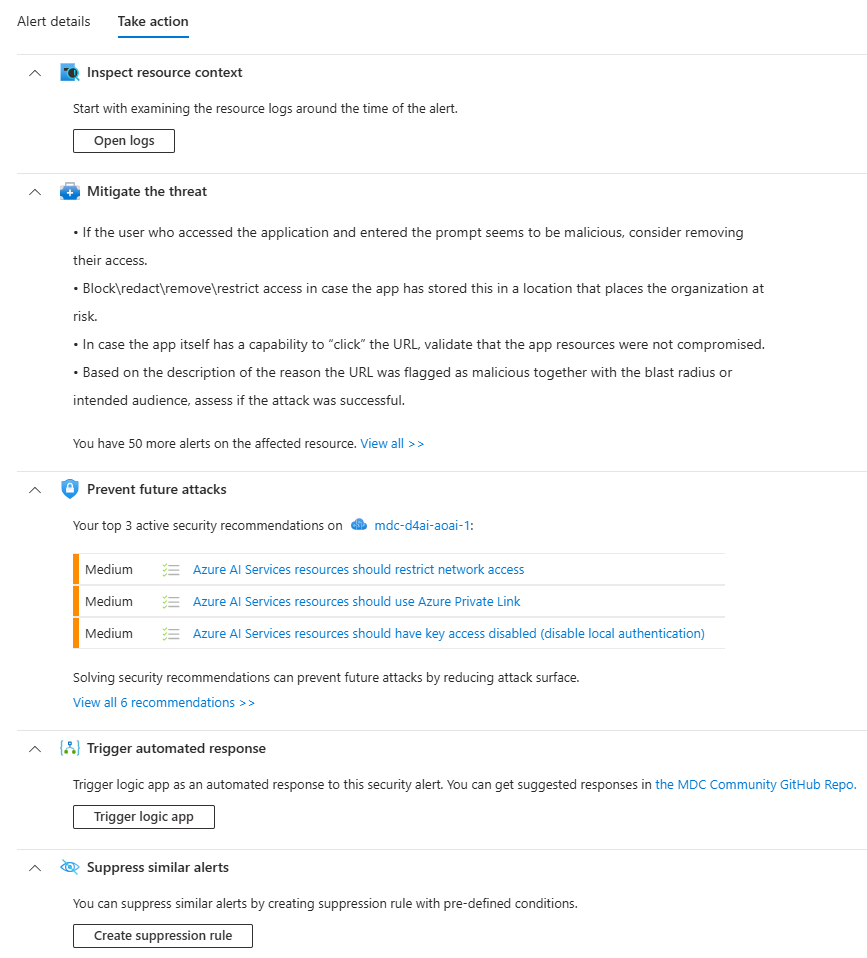 Alert details Take action
Inspect resource context
Start with examining the resource logs around the time of the alert.
Open logs
Mitigate the threat
• If the user who accessed the application and entered the prompt seems to be malicious, consider removing
their access.
• Block\redact\remove\restrict access in case the app has stored this in a location that places the organization at
risk.
• In case the app itself has a capability to “click” the URL, validate that the app resources were not compromised.
• Based on the description of the reason the URL was flagged as malicious together with the blast radius or
intended audience, assess if the attack was successful.
You have 50 more alerts on the affected resource. View all >>
Prevent future attacks
Your top 3 active security recommendations on mdc-d4ai-aoai-1:
Medium Azure AI Services resources should restrict network access
Medium Azure AI Services resources should use Azure Private Link
Medium Azure AI Services resources should have key access disabled (disable local authentication)
Solving security recommendations can prevent future attacks by reducing attack surface.
View all 6 recommendations >>
Trigger automated response
Trigger logic app as an automated response to this security alert. You can get suggested responses in the MDC Community GitHub Repo.
Trigger logic app
Suppress similar alerts
You can suppress similar alerts by creating suppression rule with pre-defined conditions.
Create suppression rule